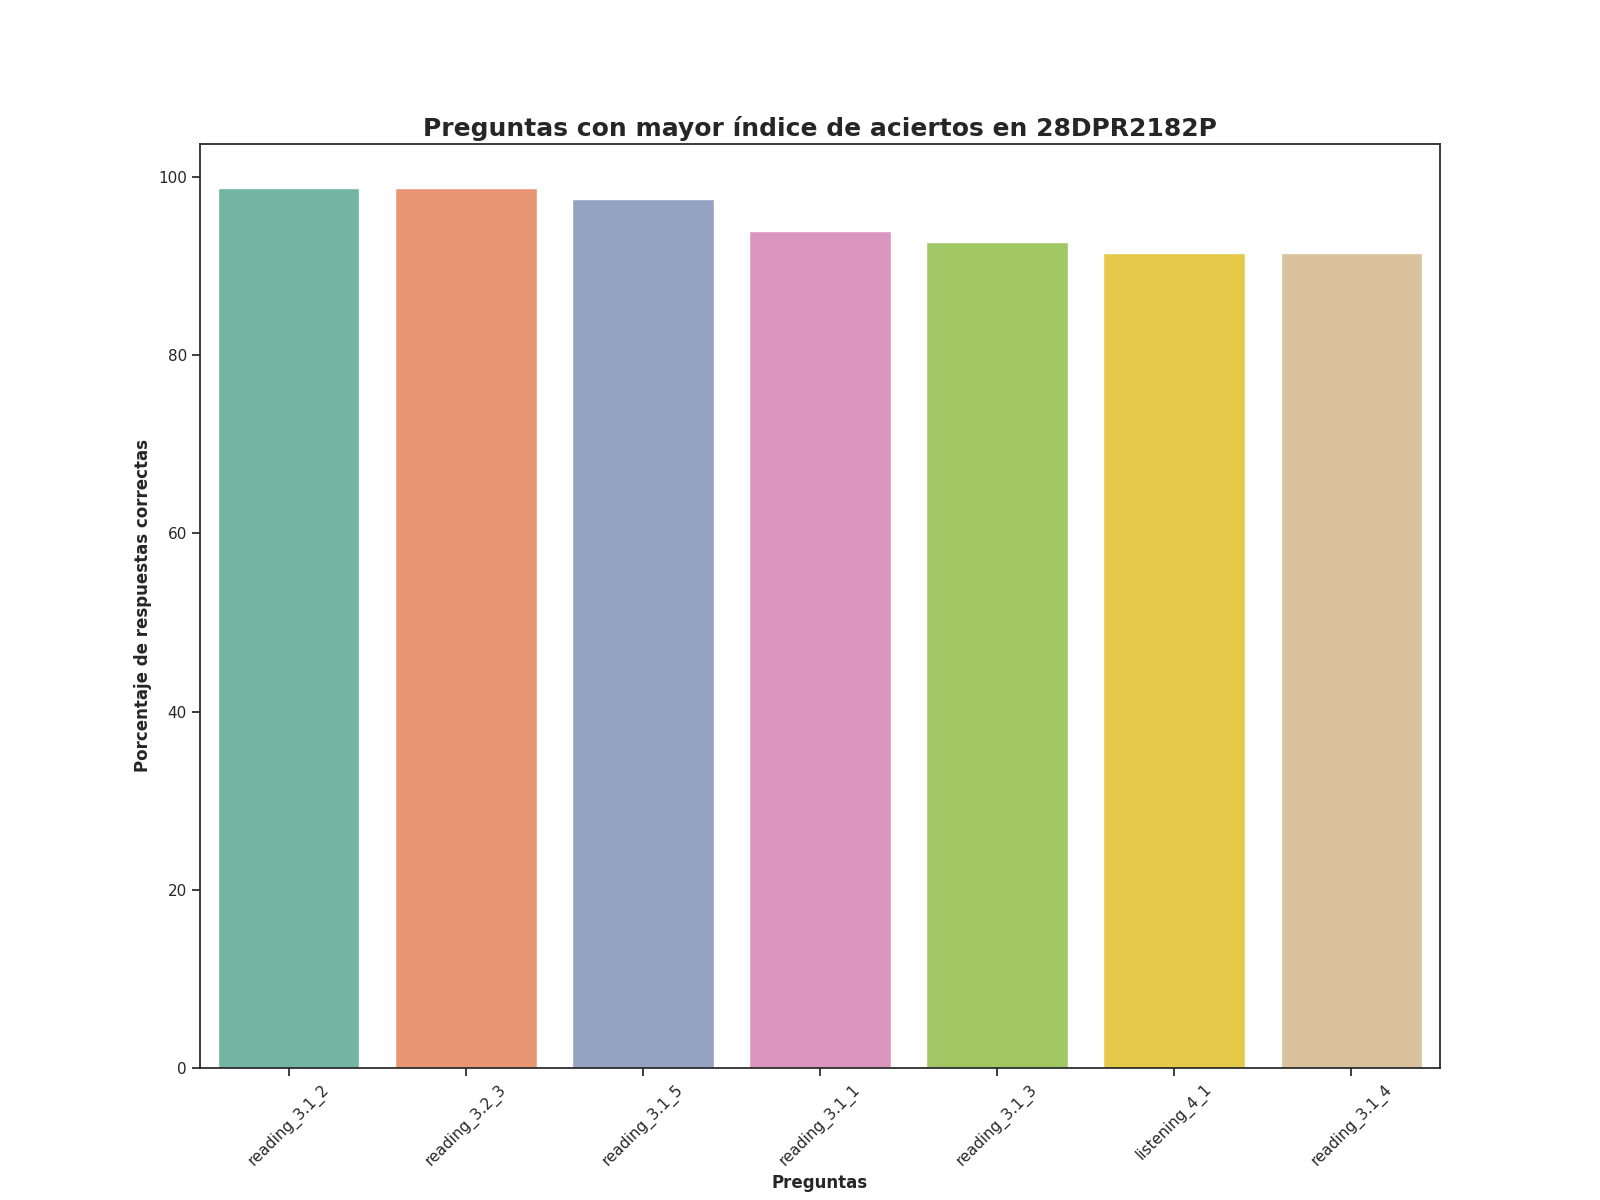 Preguntas con mayor índice de aciertos en 28DPR2182P
Porcentaje de respuestas correctas
100
80
60
40
20
0
reading_3.1_2
reading_3.2_3
reading_3.1_5
reading_3.1_1
reading_3.1_3
listening_4_1
reading_3.1_4
Preguntas